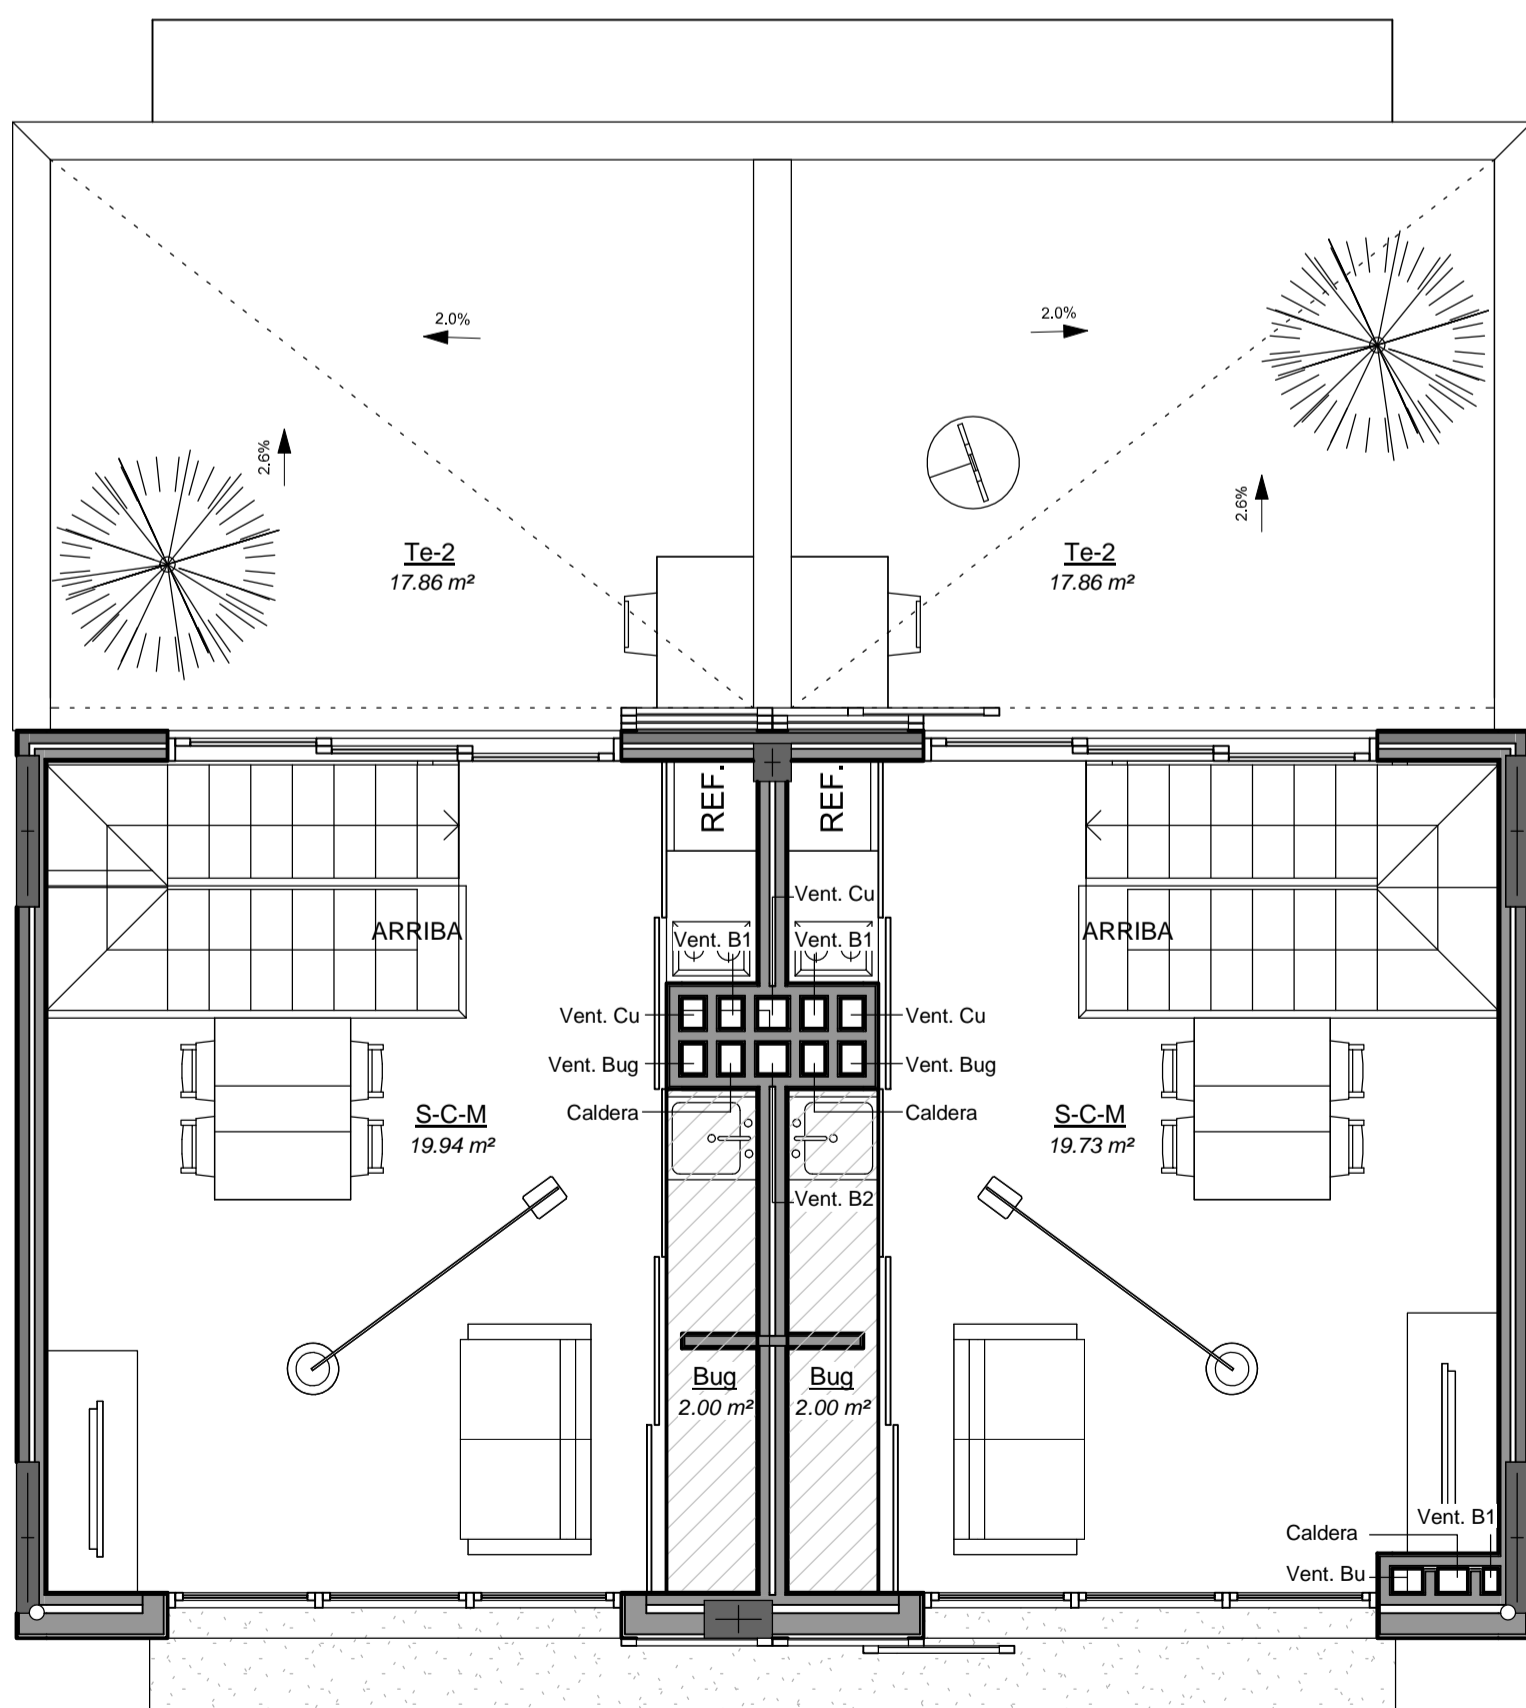 2.0%
2.0%
2.6%
2.6%
Te-2
17.86 m²
Te-2
17.86 m²
REF.
REF.
Vent. Cu
ARRIBA
Vent. B1
Vent. B1
ARRIBA
Vent. Cu
Vent. Cu
Vent. Bug
Vent. Bug
Caldera
Caldera
S-C-M
19.94 m²
S-C-M
19.73 m²
Vent. B2
Bug
2.00 m²
Bug
2.00 m²
Vent. B1
Caldera
Vent. Bu